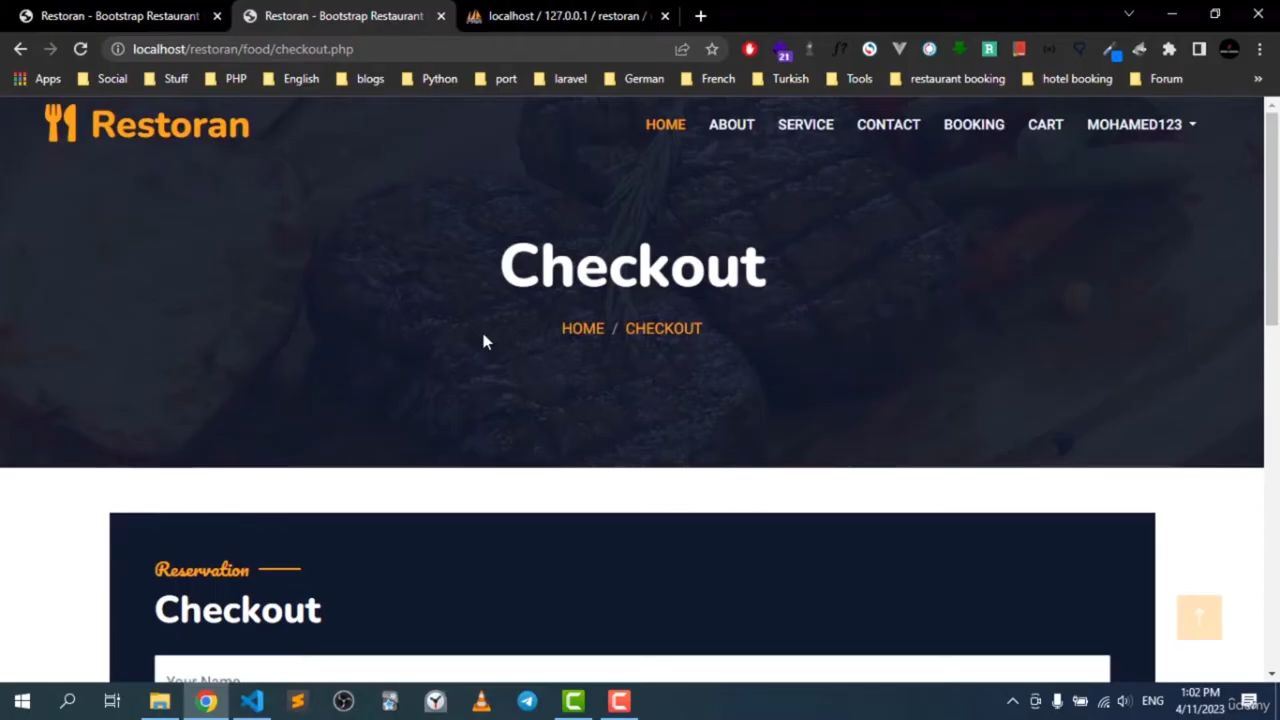 Restoran - Bootstrap Restaurant
Restoran - Bootstrap Restaurant
localhost / 127.0.0.1 / restoran /
localhost/restoran/food/checkout.php
21
Apps
Social
Stuff
PHP
English
blogs
Python
port
laravel
German
French
Turkish
Tools
restaurant booking
hotel booking
Forum
»
Restoran
HOME
ABOUT
SERVICE
CONTACT
BOOKING
CART
MOHAMED123
Checkout
HOME / CHECKOUT
Reservation
Checkout
Your Name
ENG
1:02 PM
4/11/2023
udemy